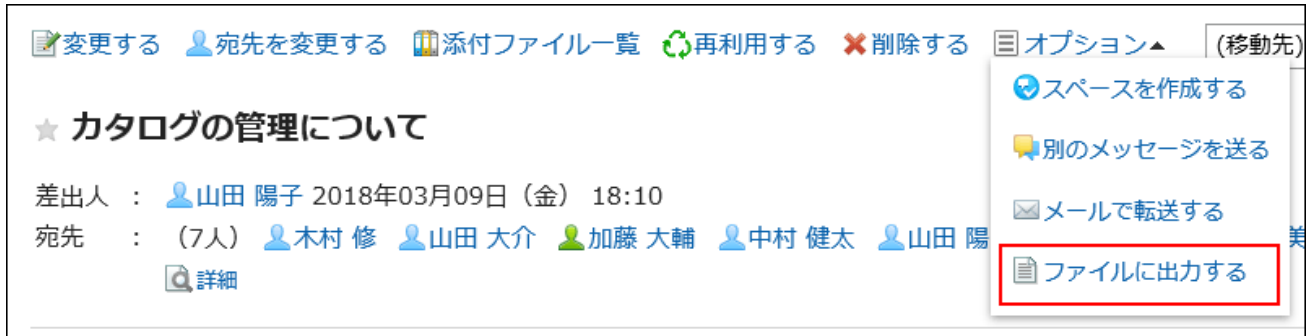 変更する 宛先を変更する 添付ファイル一覧 再利用する 削除する オプション▲ (移動先)
スペースを作成する
別のメッセージを送る
メールで転送する
ファイルに出力する
カタログの管理について
差出人 : 山田 陽子 2018年03月09日（金） 18:10
宛先 : （7人） 木村 修 山田 大介 加藤 大輔 中村 健太 山田 陽 美
詳細